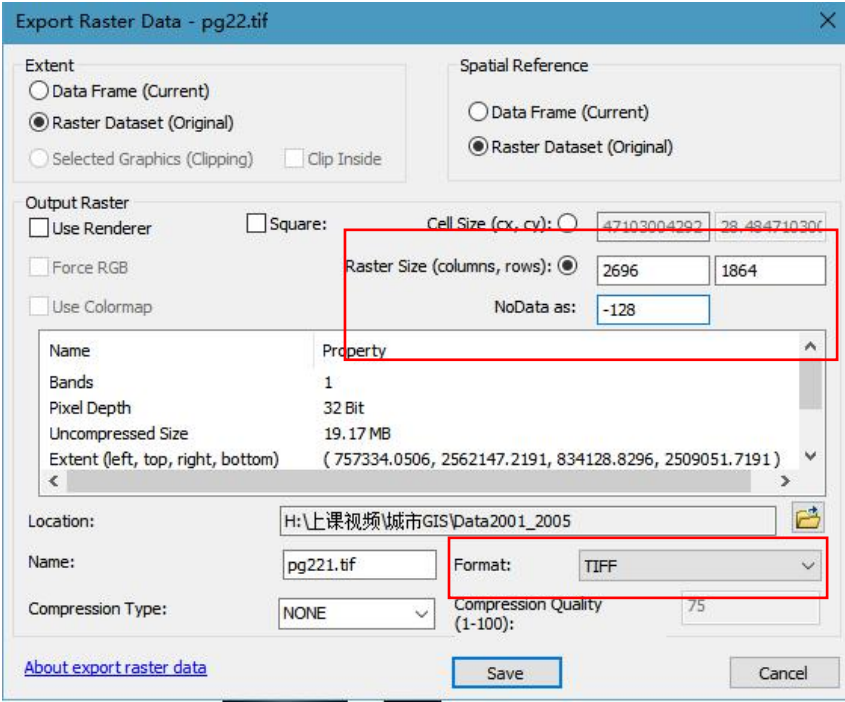 Export Raster Data - pg22.tif
Extent
Data Frame (Current)
Raster Dataset (Original)
Selected Graphics (Clipping) Clip Inside
Spatial Reference
Data Frame (Current)
Raster Dataset (Original)
Output Raster
Use Renderer Square: Cell Size (cx, cy): 47103004292 28.484710300
Force RGB Raster Size (columns, rows): 2696 1864
Use Colormap NoData as: -128
Name Property
Bands 1
Pixel Depth 32 Bit
Uncompressed Size 19.17 MB
Extent (left, top, right, bottom) ( 757334.0506, 2562147.2191, 834128.8296, 2509051.7191 )
Location: H:\上课视频\城市GIS\Data2001_2005
Name: pg221.tif Format: TIFF
Compression Type: NONE Compression Quality (1-100): 75
About export raster data Save Cancel